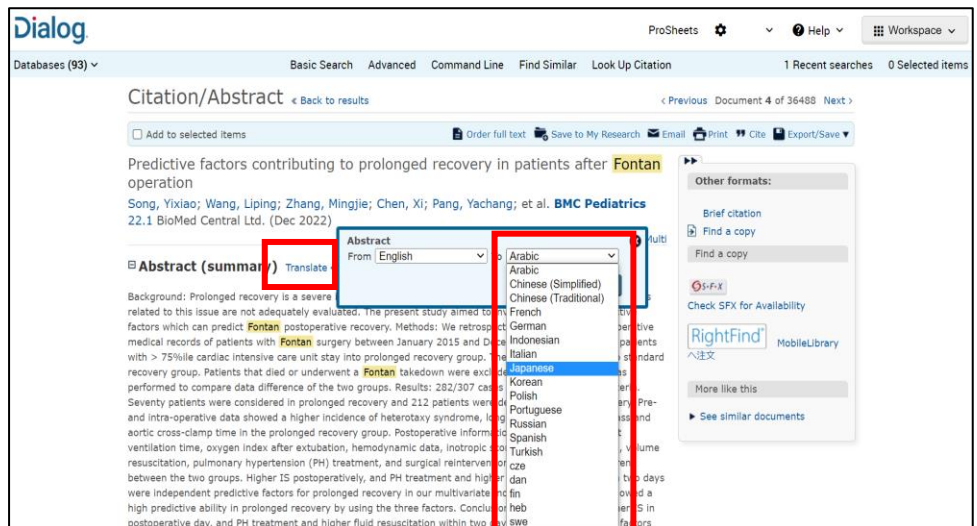 Dialog
ProSheets
Help
Workspace
Databases (93)
Basic Search Advanced Command Line Find Similar Look Up Citation
1 Recent searches 0 Selected items
Citation/Abstract « Back to results
< Previous Document 4 of 36488 Next >
Add to selected items
Order full text Save to My Research Email Print Cite Export/Save
Predictive factors contributing to prolonged recovery in patients after Fontan
operation
Song, Yixiao; Wang, Liping; Zhang, Mingjie; Chen, Xi; Pang, Yachang; et al. BMC Pediatrics
22.1 BioMed Central Ltd. (Dec 2022)
Abstract
From English
Arabic
Arabic
Chinese (Simplified)
Chinese (Traditional)
French
German
Indonesian
Italian
Japanese
Korean
Polish
Portuguese
Russian
Spanish
Turkish
cze
dan
fin
heb
swe
Multi
Abstract (summary) Translate
Background: Prolonged recovery is a severe
related to this issue are not adequately evaluated. The present study aimed to
factors which can predict Fontan postoperative recovery. Methods: We
medical records of patients with Fontan surgery between January 2015 and patients
with > 75%ile cardiac intensive care unit stay into prolonged recovery group. standard
recovery group. Patients that died or underwent a Fontan takedown were
performed to compare data difference of the two groups. Results: 282/307
Seventy patients were considered in prolonged recovery and 212 patients were Pre-
and intra-operative data showed a higher incidence of heterotaxy syndrome, and
aortic cross-clamp time in the prolonged recovery group. Postoperative
ventilation time, oxygen index after extubation, hemodynamic data, inotropic volume
resuscitation, pulmonary hypertension (PH) treatment, and surgical
between the two groups. Higher IS postoperatively, and PH treatment and two days
were independent predictive factors for prolonged recovery in our multivariate a
high predictive ability in prolonged recovery by using the three factors. IS in
postoperative day, and PH treatment and higher fluid resuscitation within two factors
Other formats:
Brief citation
Find a copy
Find a copy
S·F·X
Check SFX for Availability
RightFind MobileLibrary
へ注文
More like this
See similar documents